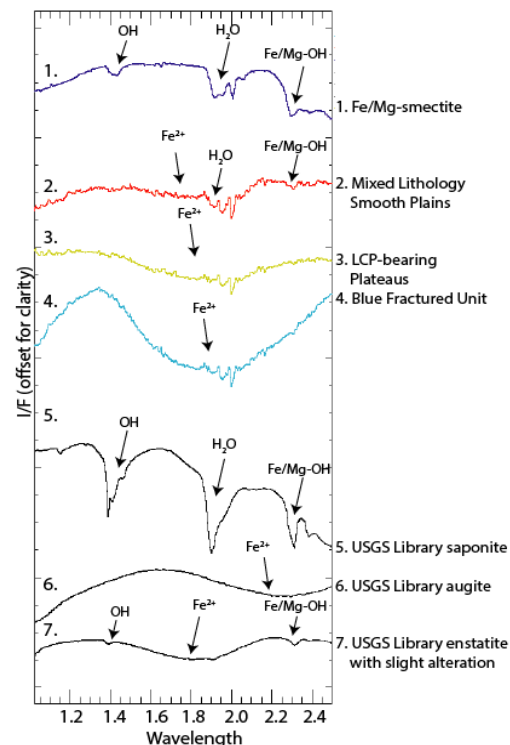 OH
H₂O
Fe/Mg-OH
1.
1. Fe/Mg-smectite
Fe²⁺
H₂O
Fe/Mg-OH
2.
2. Mixed Lithology
Smooth Plains
Fe²⁺
3.
3. LCP-bearing
Plateaus
4.
4. Blue Fractured Unit
Fe²⁺
I/F (offset for clarity)
5.
OH
H₂O
Fe/Mg-OH
5. USGS Library saponite
Fe²⁺
6.
6. USGS Library augite
OH
Fe²⁺
Fe/Mg-OH
7.
7. USGS Library enstatite
with slight alteration
1.2 1.4 1.6 1.8 2.0 2.2 2.4
Wavelength